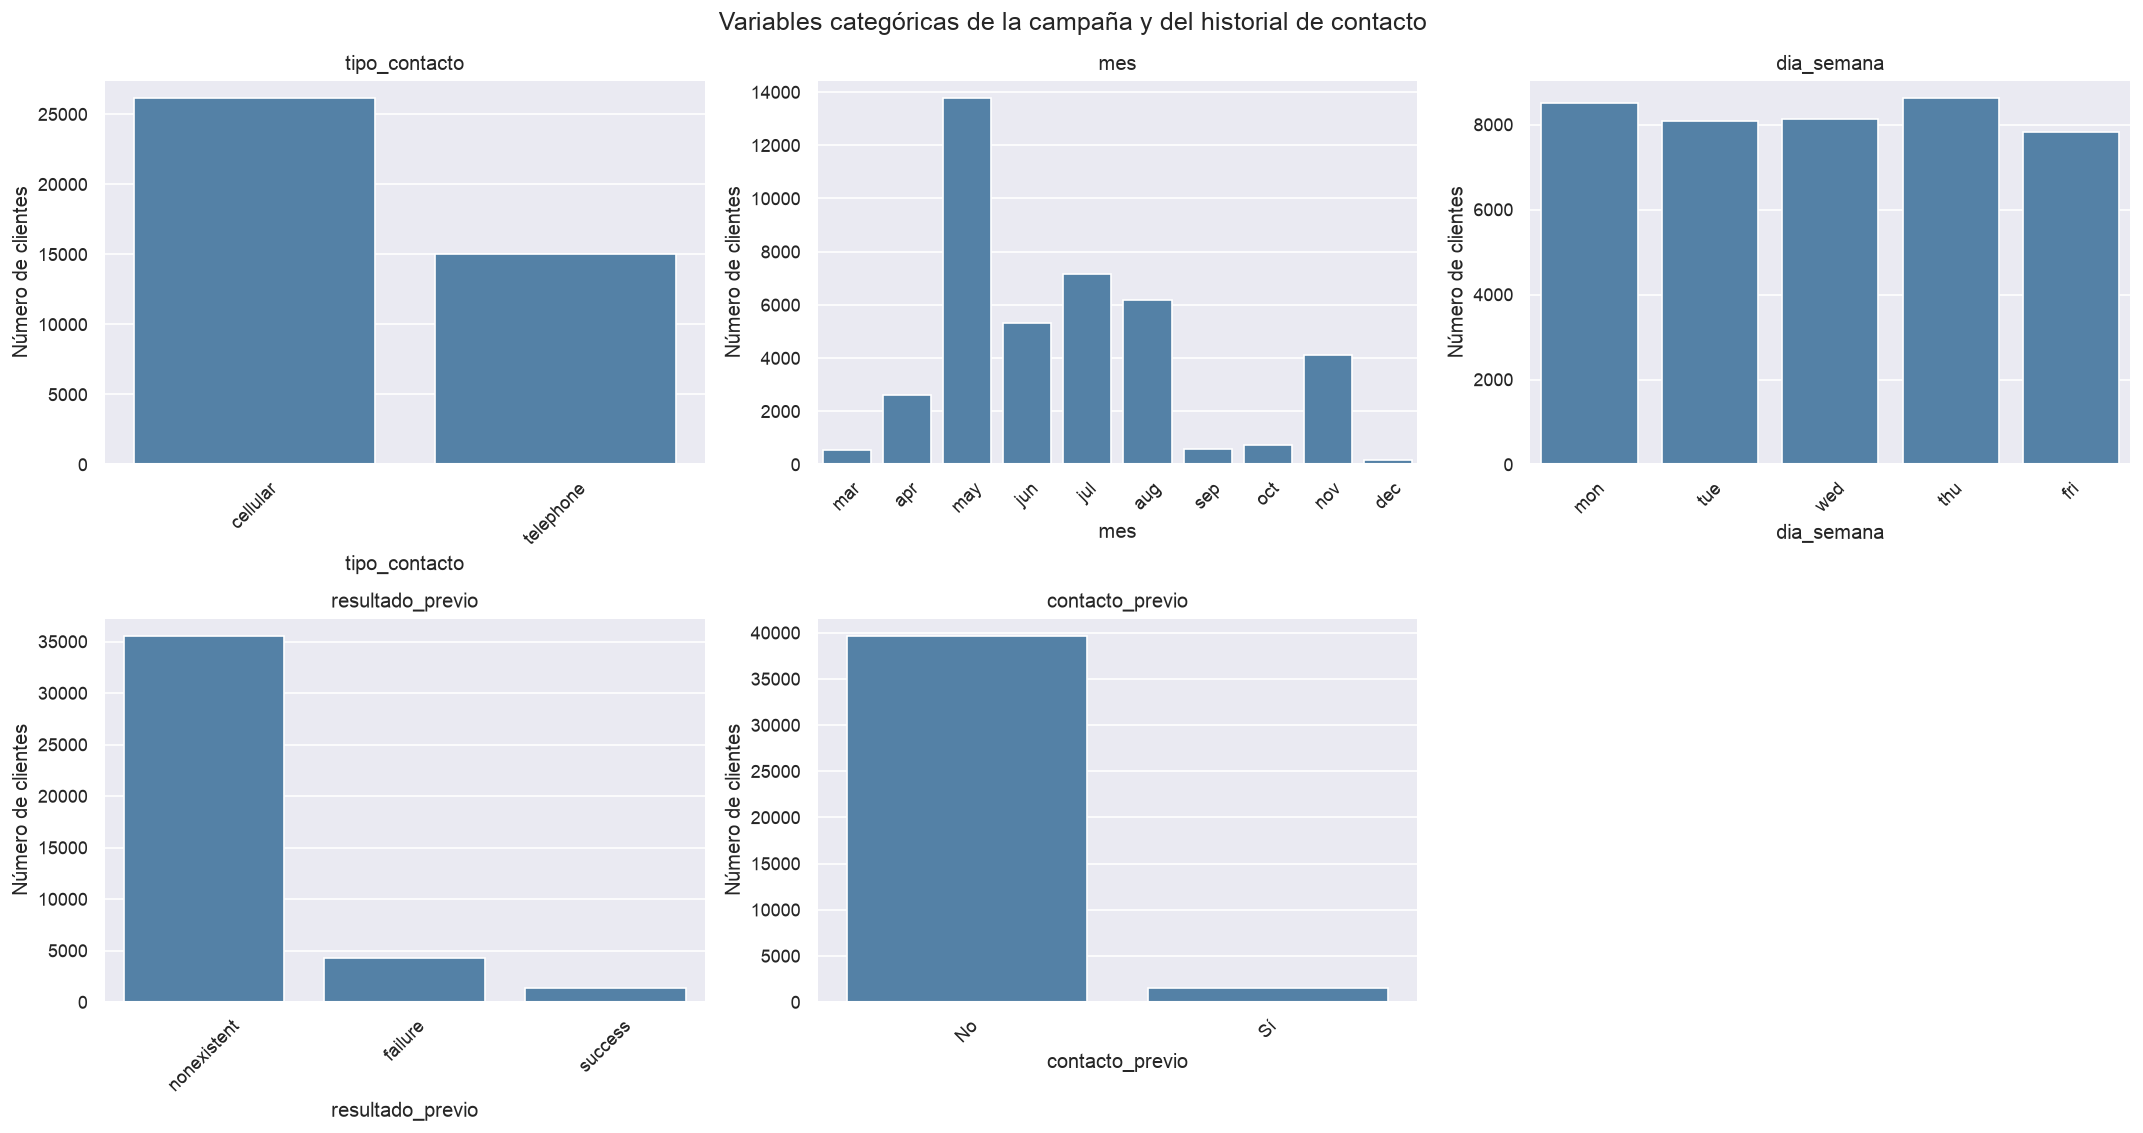 Variables categóricas de la campaña y del historial de contacto
tipo_contacto
Número de clientes
25000
20000
15000
10000
5000
0
cellular
telephone
tipo_contacto
mes
Número de clientes
14000
12000
10000
8000
6000
4000
2000
0
mar
apr
may
jun
jul
aug
sep
oct
nov
dec
mes
dia_semana
Número de clientes
8000
6000
4000
2000
0
mon
tue
wed
thu
fri
dia_semana
resultado_previo
Número de clientes
35000
30000
25000
20000
15000
10000
5000
0
nonexistent
failure
success
resultado_previo
contacto_previo
Número de clientes
40000
35000
30000
25000
20000
15000
10000
5000
0
No
Sí
contacto_previo